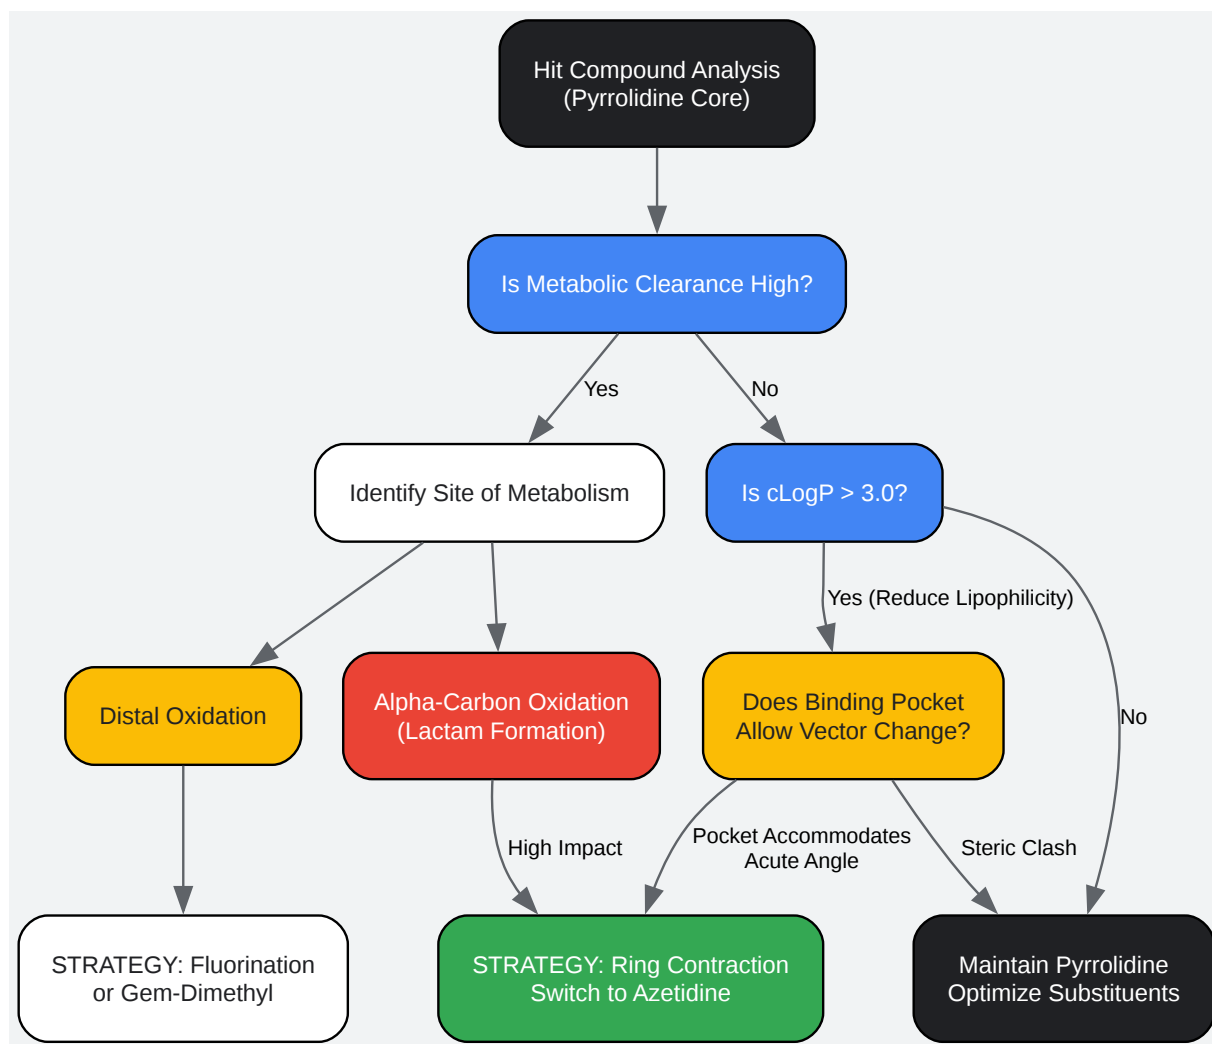 Hit Compound Analysis
(Pyrrolidine Core)
Is Metabolic Clearance High?
Yes
No
Identify Site of Metabolism
Is cLogP > 3.0?
Yes (Reduce Lipophilicity)
Distal Oxidation
Alpha-Carbon Oxidation
(Lactam Formation)
Does Binding Pocket
Allow Vector Change?
No
High Impact
Pocket Accommodates
Acute Angle
Steric Clash
STRATEGY: Fluorination
or Gem-Dimethyl
STRATEGY: Ring Contraction
Switch to Azetidine
Maintain Pyrrolidine
Optimize Substituents